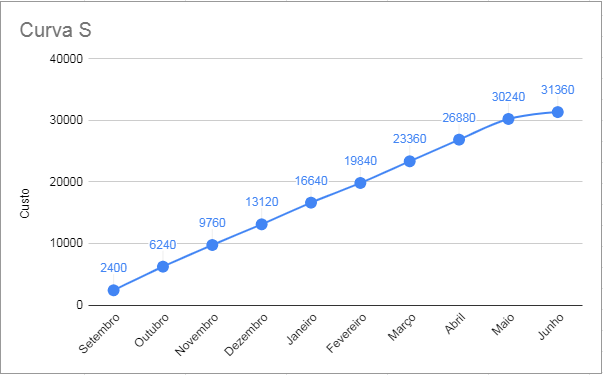 Curva S
40000
30000
20000
10000
0
Custo
2400
6240
9760
13120
16640
19840
23360
26880
30240
31360
Setembro
Outubro
Novembro
Dezembro
Janeiro
Fevereiro
Março
Abril
Maio
Junho